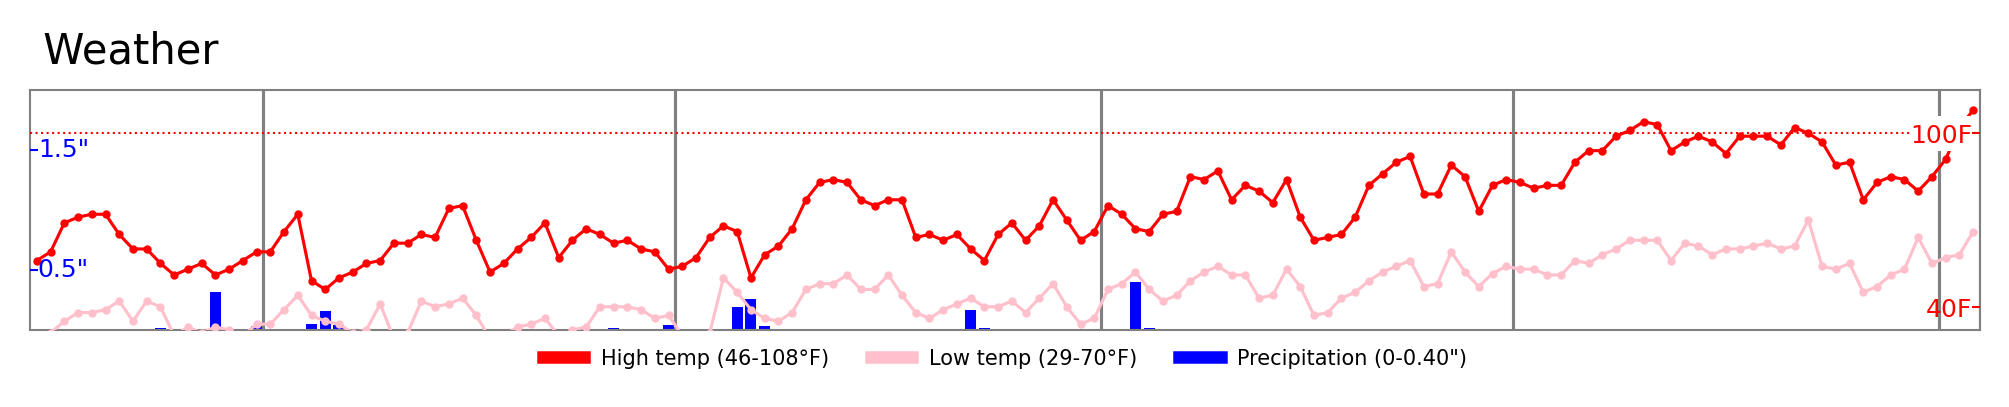 Weather
1.5"
100F
0.5"
40F
High temp (46-108°F)
Low temp (29-70°F)
Precipitation (0-0.40")